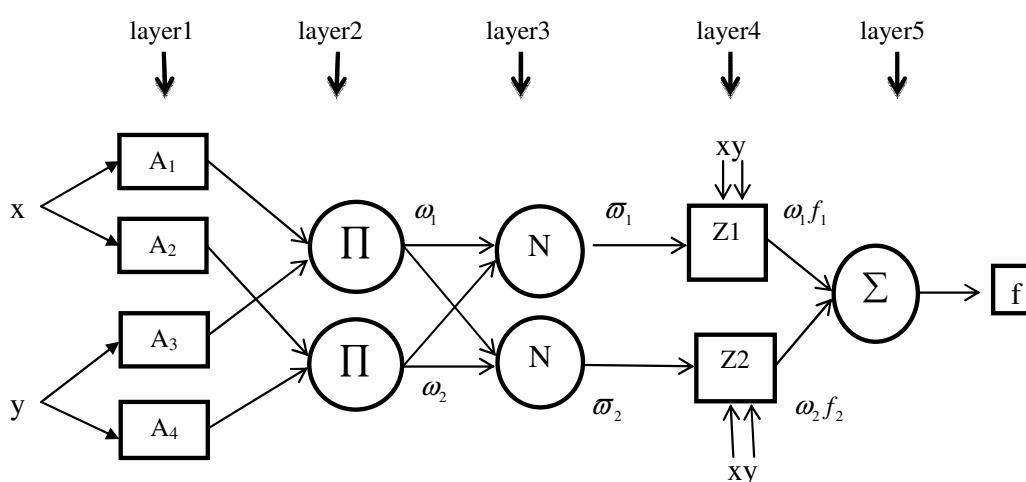 layer1 layer2 layer3 layer4 layer5
xy
A₁
ω₁ ϖ₁ ω₁f₁
x Z1
A₂ ∏ N
Σ f
A₃
∏ N Z2
y ω₂ ϖ₂ ω₂f₂
A₄
xy